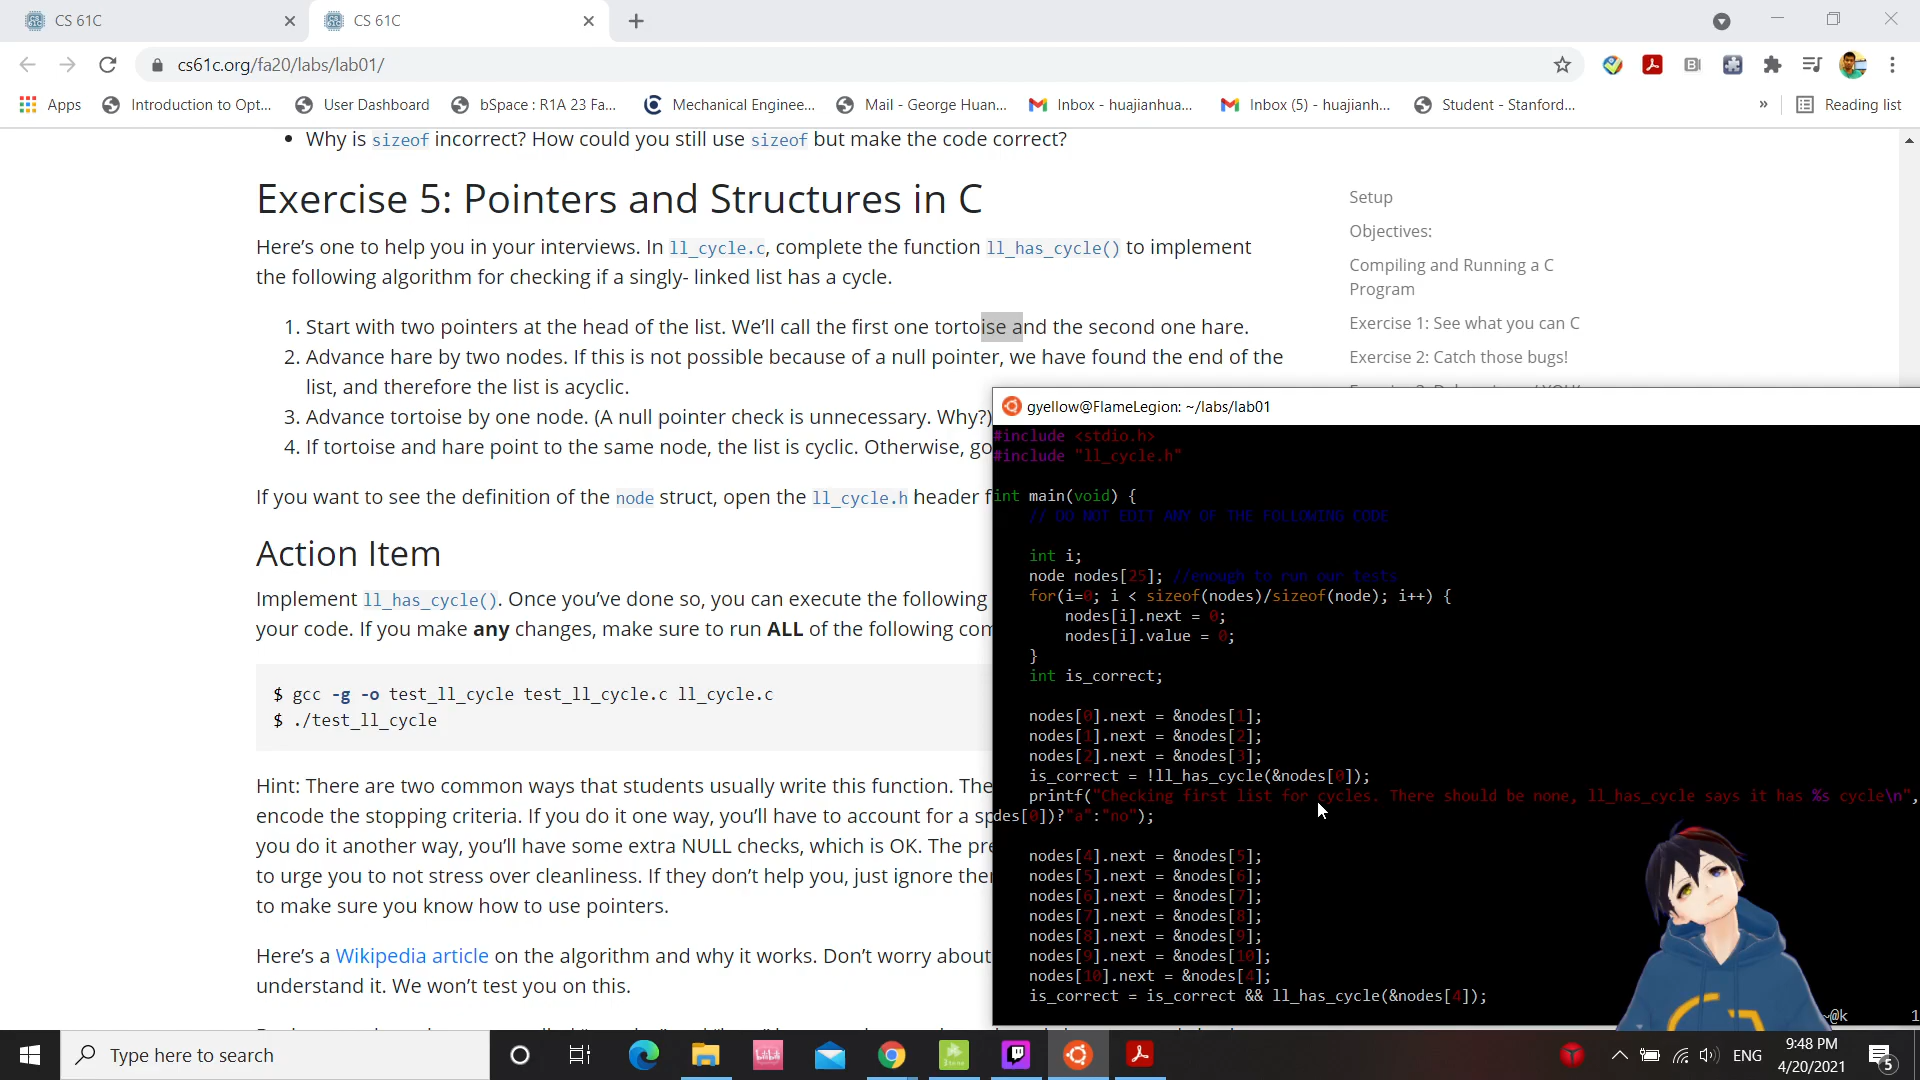 CS 61C
CS 61C
cs61c.org/fa20/labs/lab01/
Apps
Introduction to Opt...
User Dashboard
bSpace : R1A 23 Fa...
Mechanical Enginee...
Mail - George Huan...
Inbox - huajianhua...
Inbox (5) - huajianh...
Student - Stanford...
»
Reading list
• Why is sizeof incorrect? How could you still use sizeof but make the code correct?
Exercise 5: Pointers and Structures in C
Here's one to help you in your interviews. In ll_cycle.c, complete the function ll_has_cycle() to implement
the following algorithm for checking if a singly- linked list has a cycle.
1. Start with two pointers at the head of the list. We'll call the first one tortoise and the second one hare.
2. Advance hare by two nodes. If this is not possible because of a null pointer, we have found the end of the
list, and therefore the list is acyclic.
3. Advance tortoise by one node. (A null pointer check is unnecessary. Why?)
4. If tortoise and hare point to the same node, the list is cyclic. Otherwise, go
If you want to see the definition of the node struct, open the ll_cycle.h header f
Action Item
Implement ll_has_cycle(). Once you've done so, you can execute the following
your code. If you make any changes, make sure to run ALL of the following com
$ gcc -g -o test_ll_cycle test_ll_cycle.c ll_cycle.c
$ ./test_ll_cycle
Hint: There are two common ways that students usually write this function. The
encode the stopping criteria. If you do it one way, you'll have to account for a sp
you do it another way, you'll have some extra NULL checks, which is OK. The pre
to urge you to not stress over cleanliness. If they don't help you, just ignore ther
to make sure you know how to use pointers.
Here's a Wikipedia article on the algorithm and why it works. Don't worry about
understand it. We won't test you on this.
Setup
Objectives:
Compiling and Running a C
Program
Exercise 1: See what you can C
Exercise 2: Catch those bugs!
gyellow@FlameLegion: ~/labs/lab01
#include <stdio.h>
#include "ll_cycle.h"
int main(void) {
// DO NOT EDIT ANY OF THE FOLLOWING CODE
int i;
node nodes[25]; //enough to run our tests
for(i=0; i < sizeof(nodes)/sizeof(node); i++) {
nodes[i].next = 0;
nodes[i].value = 0;
}
int is_correct;
nodes[0].next = &nodes[1];
nodes[1].next = &nodes[2];
nodes[2].next = &nodes[3];
is_correct = !ll_has_cycle(&nodes[0]);
printf("Checking first list for cycles. There should be none, ll_has_cycle says it has %s cycle\n",
des[0])?"a":"no");
nodes[4].next = &nodes[5];
nodes[5].next = &nodes[6];
nodes[6].next = &nodes[7];
nodes[7].next = &nodes[8];
nodes[8].next = &nodes[9];
nodes[9].next = &nodes[10];
nodes[10].next = &nodes[4];
is_correct = is_correct && ll_has_cycle(&nodes[4]);
~@k
1
Type here to search
ENG
9:48 PM
4/20/2021
5